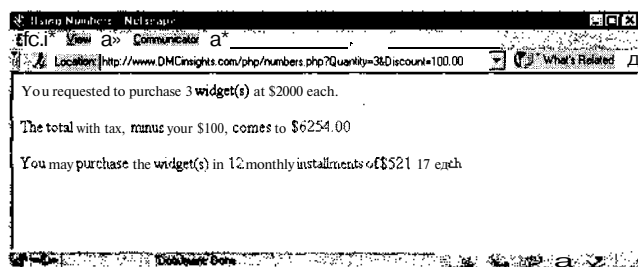 Using Numbers - Netscape
View Communicator
Location: http://www.DMCinsights.com/php/numbers.php?Quantity=3&Discount=100.00 What's Related
You requested to purchase 3 widget(s) at $2000 each.
The total with tax, minus your $100, comes to $6254.00
You may purchase the widget(s) in 12 monthly installments of $521 17 each
Document: Done